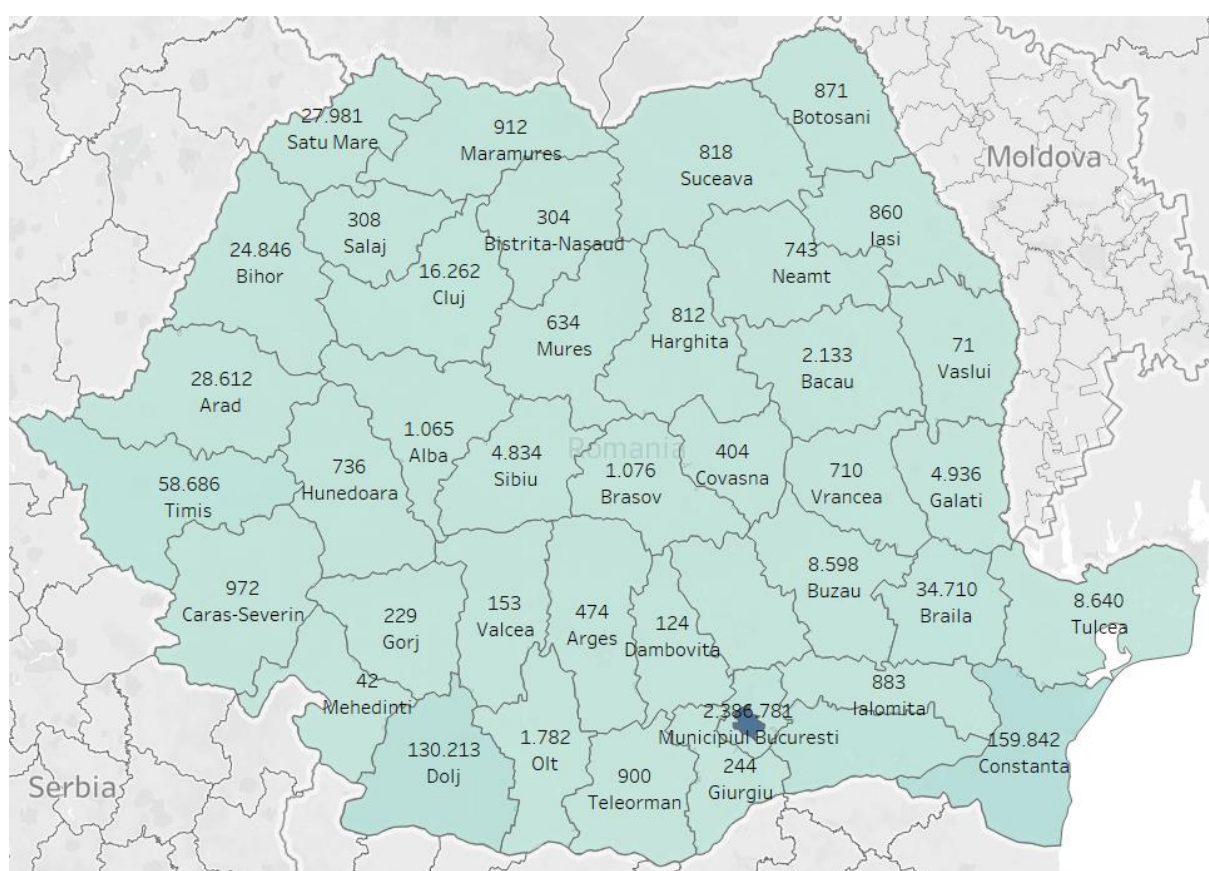 871
Botosani
27.981
Satu Mare
912
Maramures
818
Suceava
Moldova
308
Salaj
304
Bistrita-Nasaud
860
Iasi
24.846
Bihor
16.262
Cluj
743
Neamt
634
Mures
812
Harghita
2.133
Bacau
71
Vaslui
28.612
Arad
1.065
Alba
4.834
Sibiu
Romania
1.076
Brasov
404
Covasna
710
Vrancea
4.936
Galati
736
Hunedoara
58.686
Timis
972
Caras-Severin
229
Gorj
153
Valcea
474
Arges
124
Dambovita
8.598
Buzau
34.710
Braila
8.640
Tulcea
42
Mehedinti
883
Ialomita
2.386.781
Municipiul Bucuresti
159.842
Constanta
130.213
Dolj
1.782
Olt
900
Teleorman
244
Giurgiu
Serbia